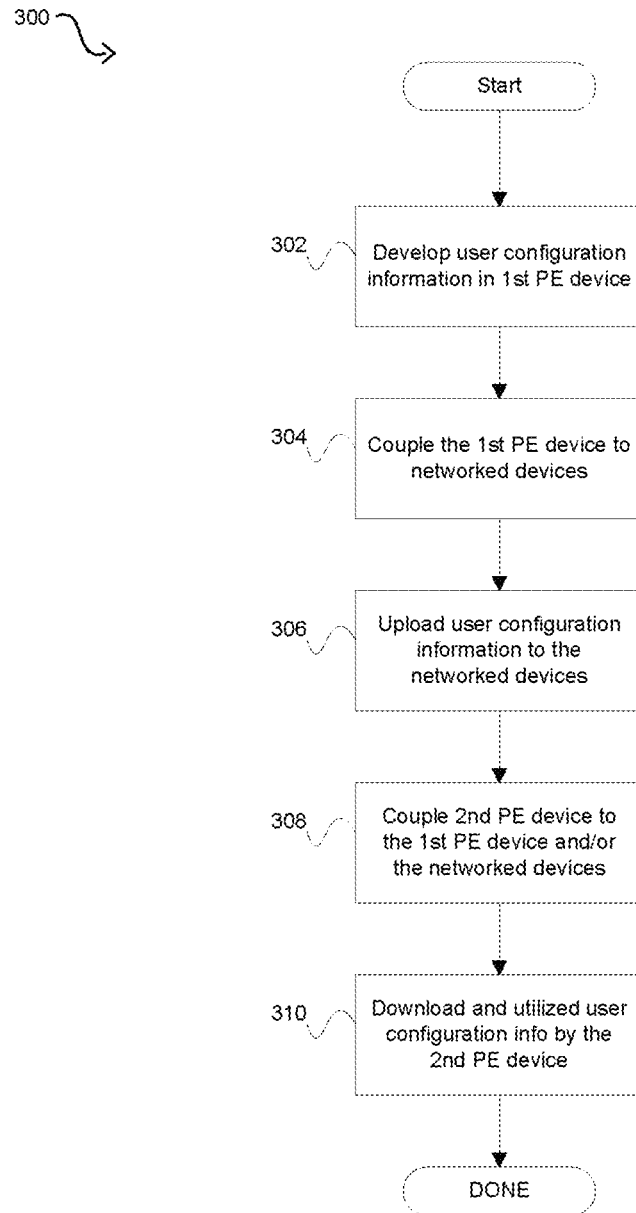 300
Start
302
Develop user configuration
information in 1st PE device
304
Couple the 1st PE device to
networked devices
306
Upload user configuration
information to the
networked devices
308
Couple 2nd PE device to
the 1st PE device and/or
the networked devices
310
Download and utilized user
configuration info by the
2nd PE device
DONE